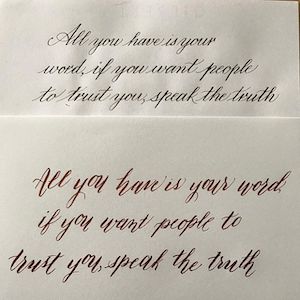 All you have is your
word, if you want people
to trust you, speak the truth
All you have is your word
if you want people to
trust you, speak the truth